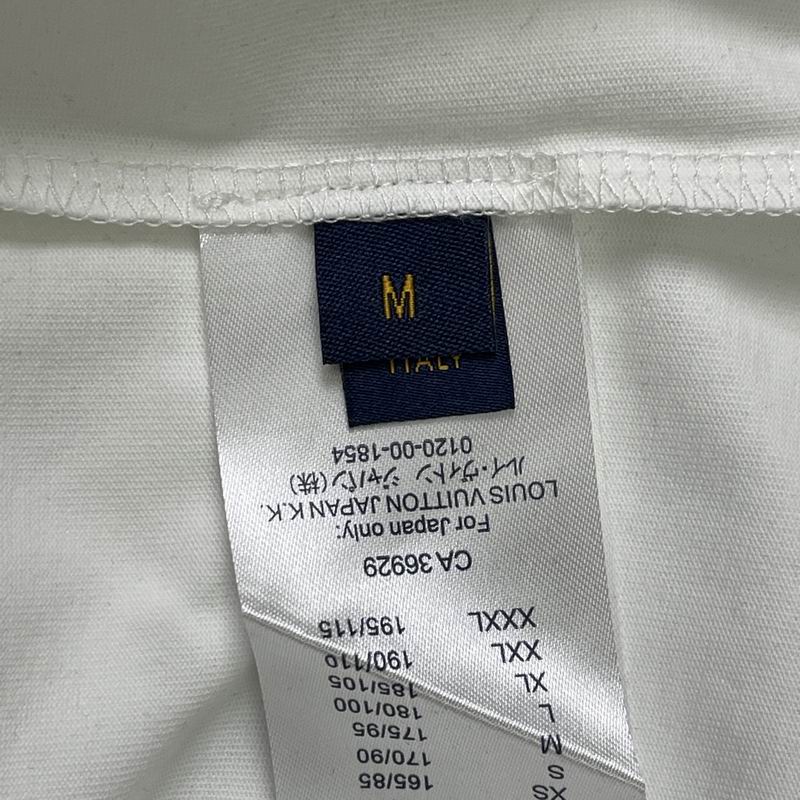 M
ITALY
XS 165/85
S 170/90
M 175/95
L 180/100
XL 185/105
XXL 190/110
XXXL 195/115
CA 36929
For Japan only:
LOUIS VUITTON JAPAN K.K.
ルイ・ヴィトン ジャパン(株)
0120-00-1854